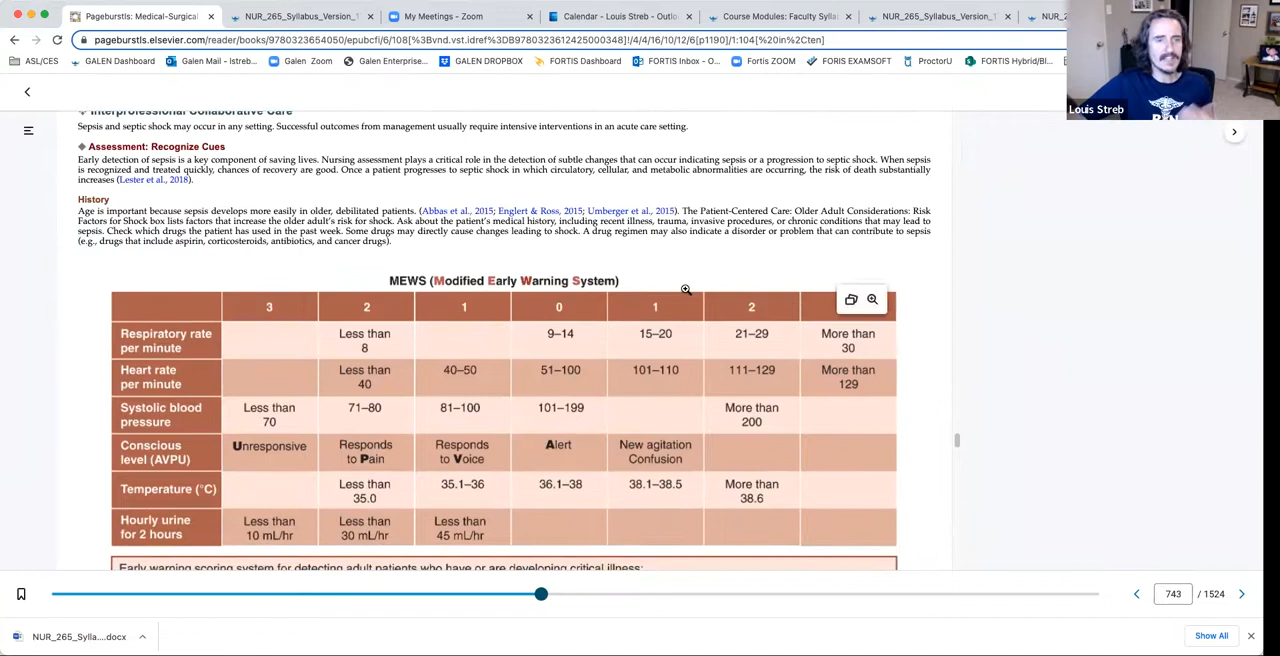 Pageburstls: Medical-Surgical
NUR_265_Syllabus_Version_1
My Meetings - Zoom
Calendar - Louis Streb - Outlo
Course Modules: Faculty Sylla
NUR_265_Syllabus_Version_1
NUR_2
pageburstls.elsevier.com/reader/books/9780323654050/epubcfi/6/108[%3Bvnd.vst.idref%3DB9780323612425000348]!/4/4/16/10/12/6[p1190]/1:104[%20in%2Cten]
ASL/CES
GALEN Dashboard
Galen Mail - lstreb...
Galen Zoom
Galen Enterprise...
GALEN DROPBOX
FORTIS Dashboard
FORTIS Inbox - O...
Fortis ZOOM
FORIS EXAMSOFT
ProctorU
FORTIS Hybrid/Bl...
Louis Streb
Interprofessional Collaborative Care
Sepsis and septic shock may occur in any setting. Successful outcomes from management usually require intensive interventions in an acute care setting.
Assessment: Recognize Cues
Early detection of sepsis is a key component of saving lives. Nursing assessment plays a critical role in the detection of subtle changes that can occur indicating sepsis or a progression to septic shock. When sepsis
is recognized and treated quickly, chances of recovery are good. Once a patient progresses to septic shock in which circulatory, cellular, and metabolic abnormalities are occurring, the risk of death substantially
increases (Lester et al., 2018).
History
Age is important because sepsis develops more easily in older, debilitated patients. (Abbas et al., 2015; Englert & Ross, 2015; Umberger et al., 2015). The Patient-Centered Care: Older Adult Considerations: Risk
Factors for Shock box lists factors that increase the older adult's risk for shock. Ask about the patient's medical history, including recent illness, trauma, invasive procedures, or chronic conditions that may lead to
sepsis. Check which drugs the patient has used in the past week. Some drugs may directly cause changes leading to shock. A drug regimen may also indicate a disorder or problem that can contribute to sepsis
(e.g., drugs that include aspirin, corticosteroids, antibiotics, and cancer drugs).
MEWS (Modified Early Warning System)
3 2 1 0 1 2
Respiratory rate per minute
Less than 8
9–14
15–20
21–29
More than 30
Heart rate per minute
Less than 40
40–50
51–100
101–110
111–129
More than 129
Systolic blood pressure
Less than 70
71–80
81–100
101–199
More than 200
Conscious level (AVPU)
Unresponsive
Responds to Pain
Responds to Voice
Alert
New agitation Confusion
Temperature (°C)
Less than 35.0
35.1–36
36.1–38
38.1–38.5
More than 38.6
Hourly urine for 2 hours
Less than 10 mL/hr
Less than 30 mL/hr
Less than 45 mL/hr
Early warning scoring system for detecting adult patients who have or are developing critical illness:
743 / 1524
NUR_265_Sylla....docx
Show All